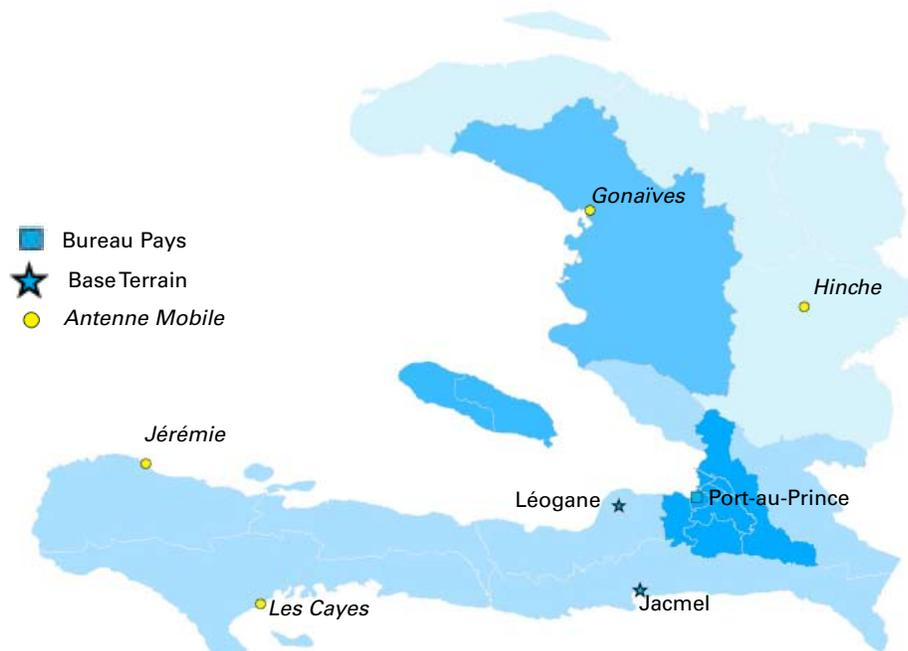 Gonaïves
Bureau Pays
Base Terrain
Hinche
Antenne Mobile
Jérémie
Léogane
Port-au-Prince
Les Cayes
Jacmel